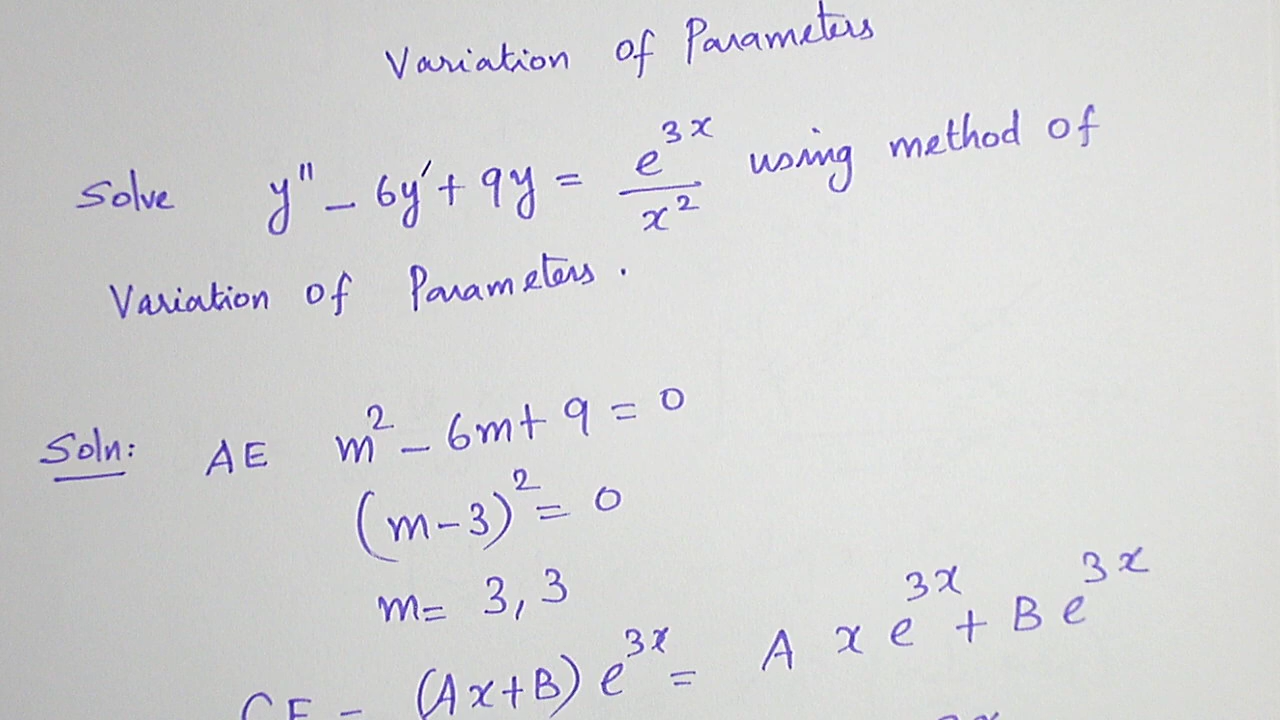 Variation of Parameters
Solve y'' - 6y' + 9y = e^{3x}/x^2 using method of
Variation of Parameters.
Soln: AE m^2 - 6m + 9 = 0
(m-3)^2 = 0
m = 3, 3
CF = (Ax+B) e^{3x} = A x e^{3x} + B e^{3x}